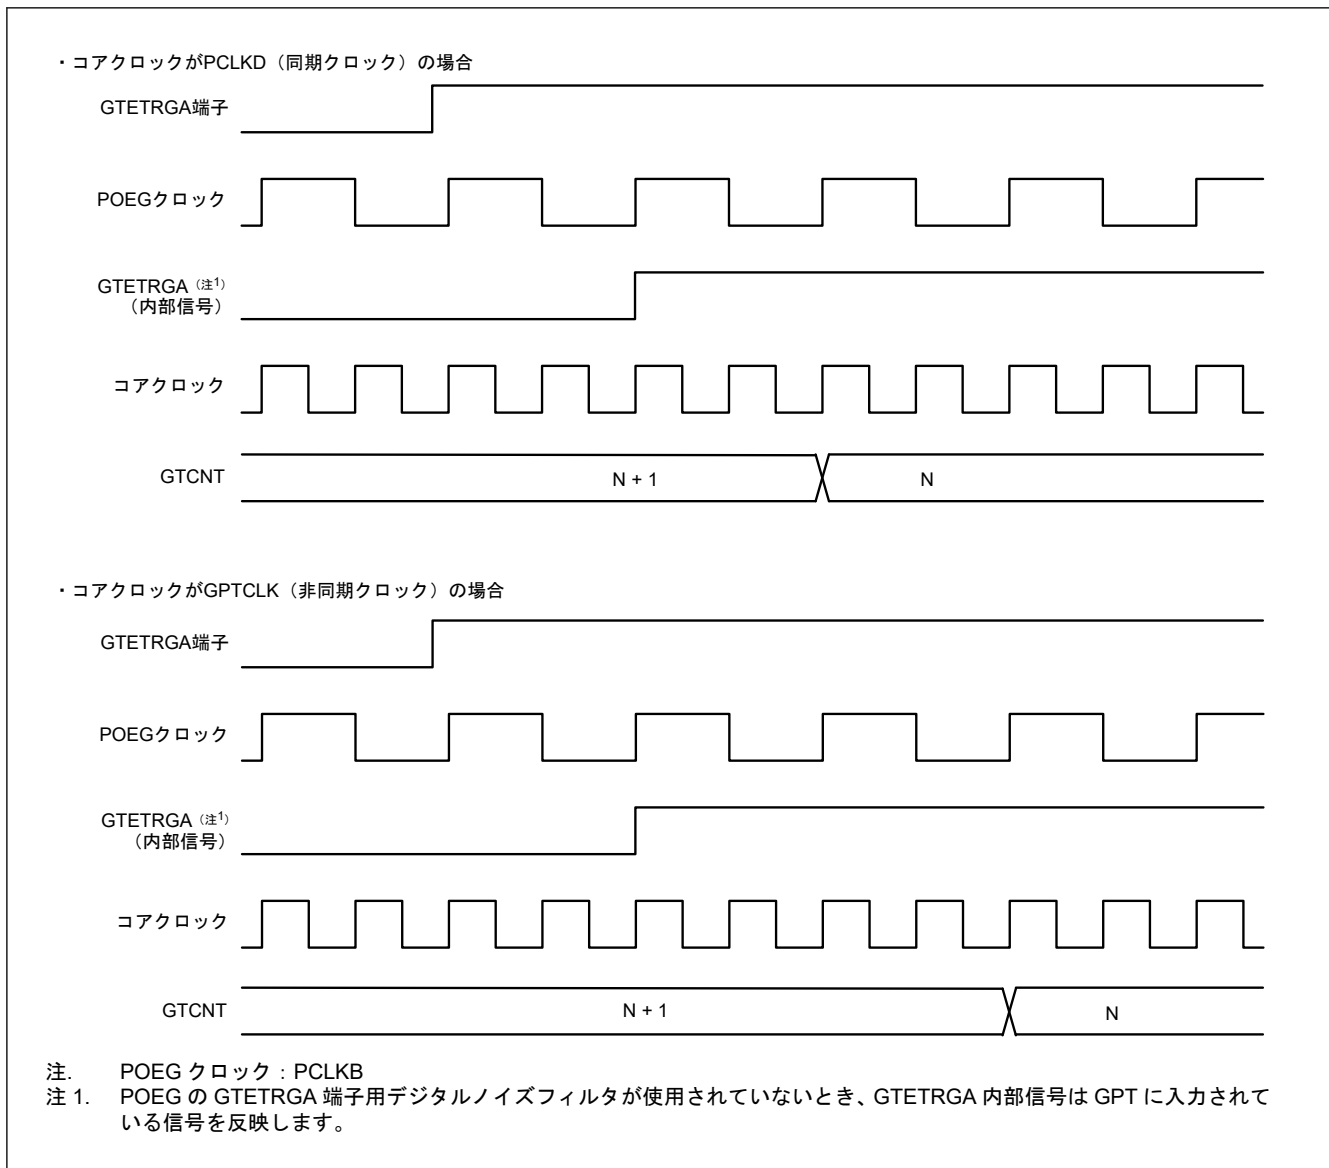 ・コアクロックがPCLKD（同期クロック）の場合
GTETRGA端子
POEGクロック
GTETRGA（注1）
（内部信号）
コアクロック
GTCNT
N + 1
N
・コアクロックがGPTCLK（非同期クロック）の場合
GTETRGA端子
POEGクロック
GTETRGA（注1）
（内部信号）
コアクロック
GTCNT
N + 1
N
注. POEG クロック：PCLKB
注 1. POEG の GTETRGA 端子用デジタルノイズフィルタが使用されていないとき、GTETRGA 内部信号は GPT に入力されて
いる信号を反映します。